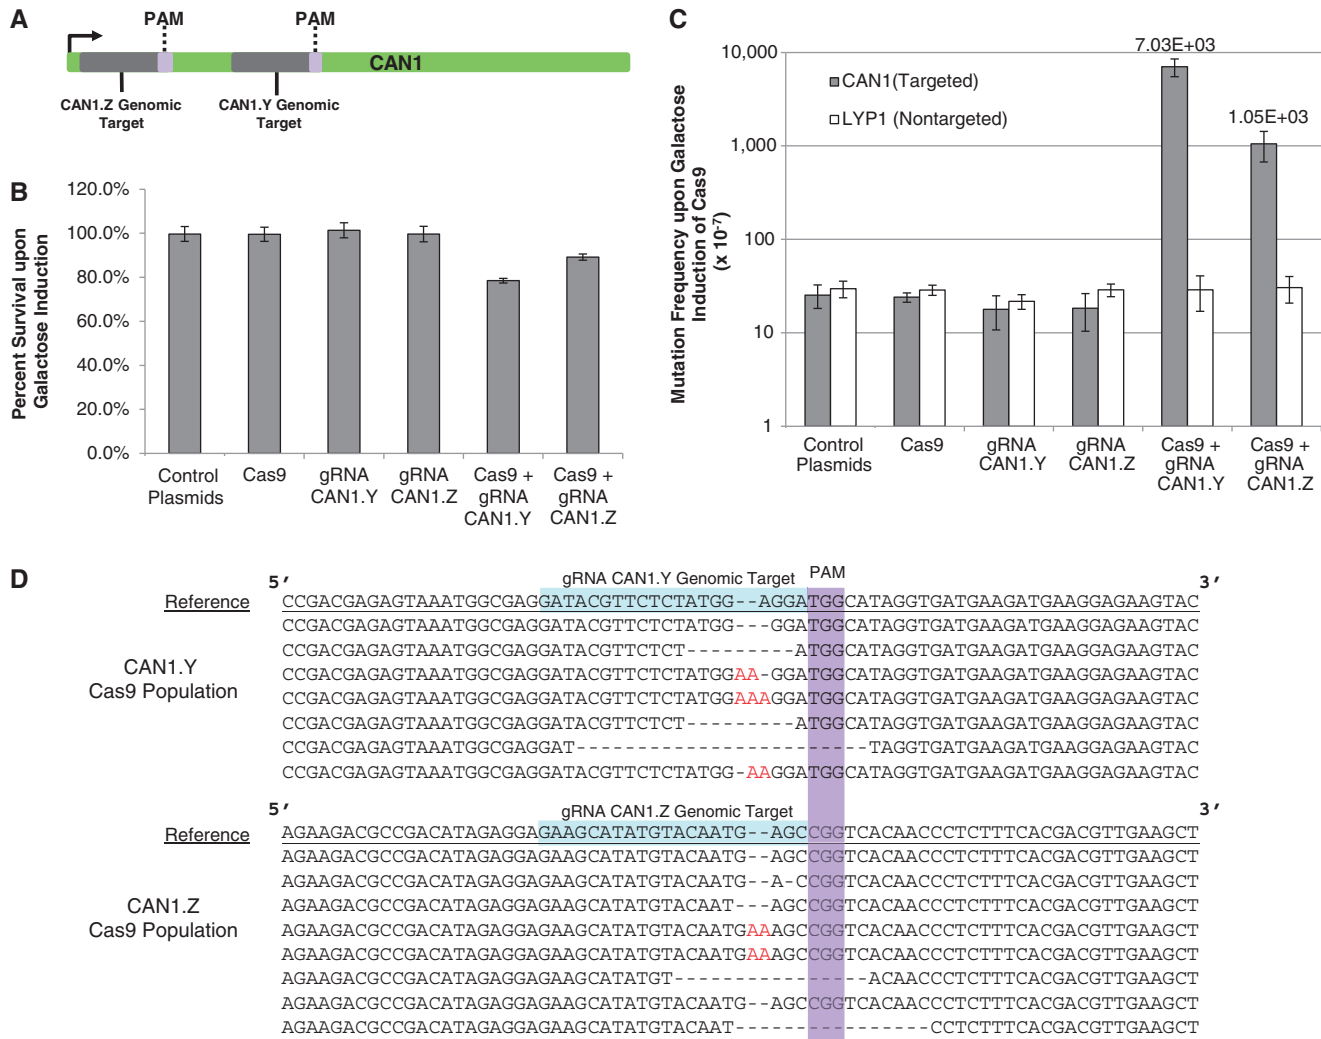 A
PAM
PAM
CAN1
CAN1.Z Genomic
Target
CAN1.Y Genomic
Target
B
Percent Survival upon
Galactose Induction
120.0%
100.0%
80.0%
60.0%
40.0%
20.0%
0.0%
Control
Plasmids
Cas9
gRNA
CAN1.Y
gRNA
CAN1.Z
Cas9 +
gRNA
CAN1.Y
Cas9 +
gRNA
CAN1.Z
C
Mutation Frequency upon Galactose
Induction of Cas9
(x 10⁻⁷)
10,000
1,000
100
10
1
CAN1(Targeted)
LYP1 (Nontargeted)
7.03E+03
1.05E+03
Control
Plasmids
Cas9
gRNA
CAN1.Y
gRNA
CAN1.Z
Cas9 +
gRNA
CAN1.Y
Cas9 +
gRNA
CAN1.Z
D
5′ gRNA CAN1.Y Genomic Target PAM 3′
Reference CCGACGAGAGTAAATGGCGAGGATACGTTCTCTATGG--AGGATGGCATAGGTGATGAAGATGAAGGAGAAGTAC
CCGACGAGAGTAAATGGCGAGGATACGTTCTCTATGG---GGATGGCATAGGTGATGAAGATGAAGGAGAAGTAC
CCGACGAGAGTAAATGGCGAGGATACGTTCTCT---------ATGGCATAGGTGATGAAGATGAAGGAGAAGTAC
CCGACGAGAGTAAATGGCGAGGATACGTTCTCTATGGAA-GGATGGCATAGGTGATGAAGATGAAGGAGAAGTAC
CCGACGAGAGTAAATGGCGAGGATACGTTCTCTATGGAAAGGATGGCATAGGTGATGAAGATGAAGGAGAAGTAC
CCGACGAGAGTAAATGGCGAGGATACGTTCTCT---------ATGGCATAGGTGATGAAGATGAAGGAGAAGTAC
CCGACGAGAGTAAATGGCGAGGAT------------------------TAGGTGATGAAGATGAAGGAGAAGTAC
CCGACGAGAGTAAATGGCGAGGATACGTTCTCTATGG-AAGGATGGCATAGGTGATGAAGATGAAGGAGAAGTAC
CAN1.Y
Cas9 Population
5′ gRNA CAN1.Z Genomic Target 3′
Reference AGAAGACGCCGACATAGAGGAGAAGCATATGTACAATG--AGCCGGTCACAACCCTCTTTCACGACGTTGAAGCT
AGAAGACGCCGACATAGAGGAGAAGCATATGTACAATG--AGCCGGTCACAACCCTCTTTCACGACGTTGAAGCT
AGAAGACGCCGACATAGAGGAGAAGCATATGTACAATG--A-CCGGTCACAACCCTCTTTCACGACGTTGAAGCT
AGAAGACGCCGACATAGAGGAGAAGCATATGTACAAT---AGCCGGTCACAACCCTCTTTCACGACGTTGAAGCT
AGAAGACGCCGACATAGAGGAGAAGCATATGTACAATGAAAGCCGGTCACAACCCTCTTTCACGACGTTGAAGCT
AGAAGACGCCGACATAGAGGAGAAGCATATGTACAATGAAAGCCGGTCACAACCCTCTTTCACGACGTTGAAGCT
AGAAGACGCCGACATAGAGGAGAAGCATATGT----------------ACAACCCTCTTTCACGACGTTGAAGCT
AGAAGACGCCGACATAGAGGAGAAGCATATGTACAATG--AGCCGGTCACAACCCTCTTTCACGACGTTGAAGCT
AGAAGACGCCGACATAGAGGAGAAGCATATGTACAAT----------------CCTCTTTCACGACGTTGAAGCT
CAN1.Z
Cas9 Population